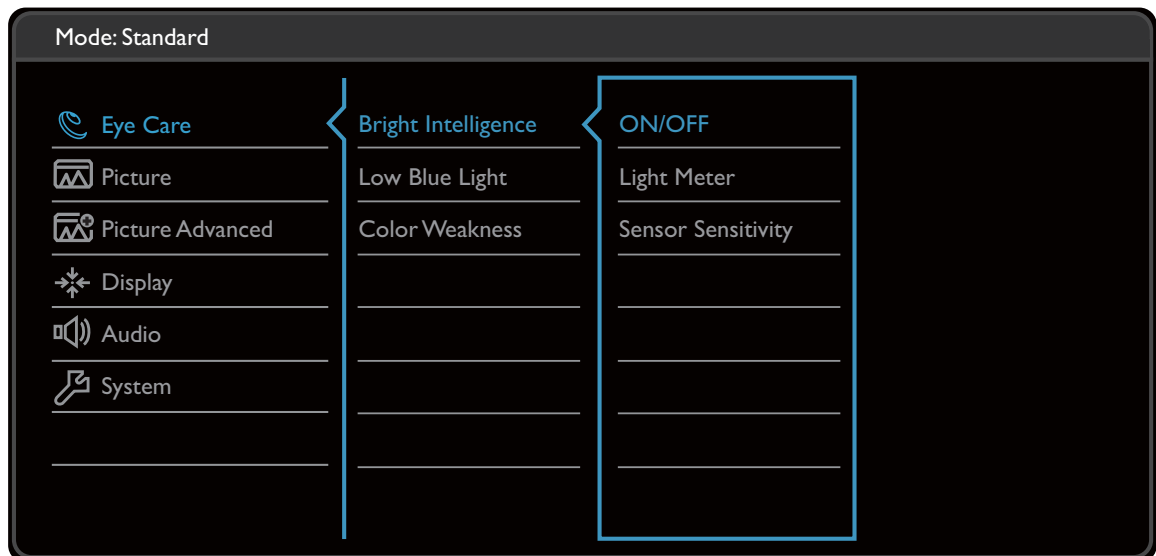 Mode: Standard
Eye Care
Bright Intelligence
ON/OFF
Picture
Low Blue Light
Light Meter
Picture Advanced
Color Weakness
Sensor Sensitivity
Display
Audio
System